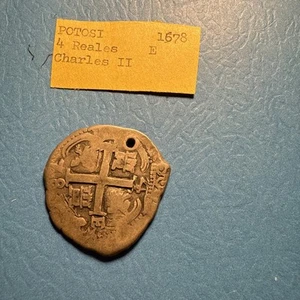 POTOSI 1678
4 Reales E
Charles II